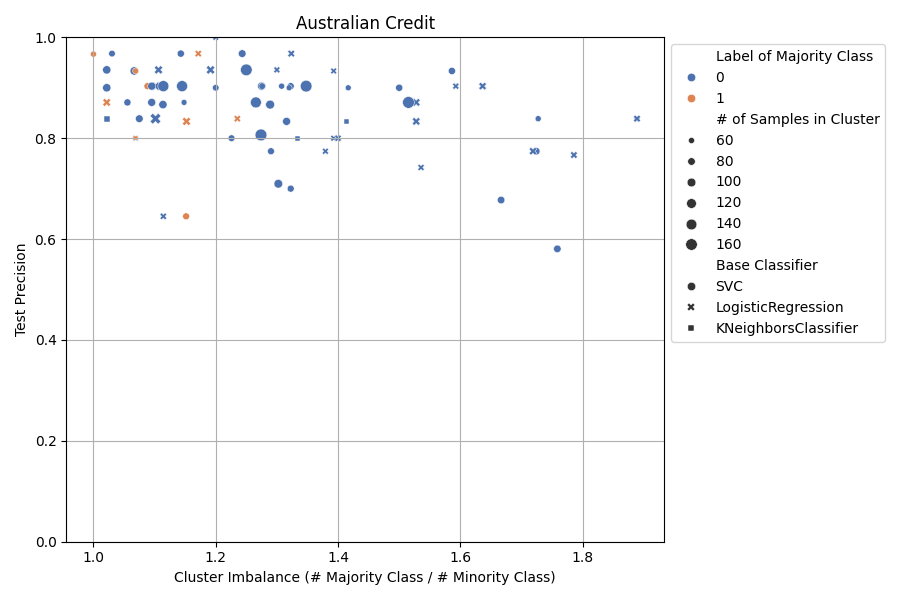 Australian Credit
Test Precision
1.0
0.8
0.6
0.4
0.2
0.0
1.0 1.2 1.4 1.6 1.8
Cluster Imbalance (# Majority Class / # Minority Class)
Label of Majority Class
0
1
# of Samples in Cluster
60
80
100
120
140
160
Base Classifier
SVC
LogisticRegression
KNeighborsClassifier